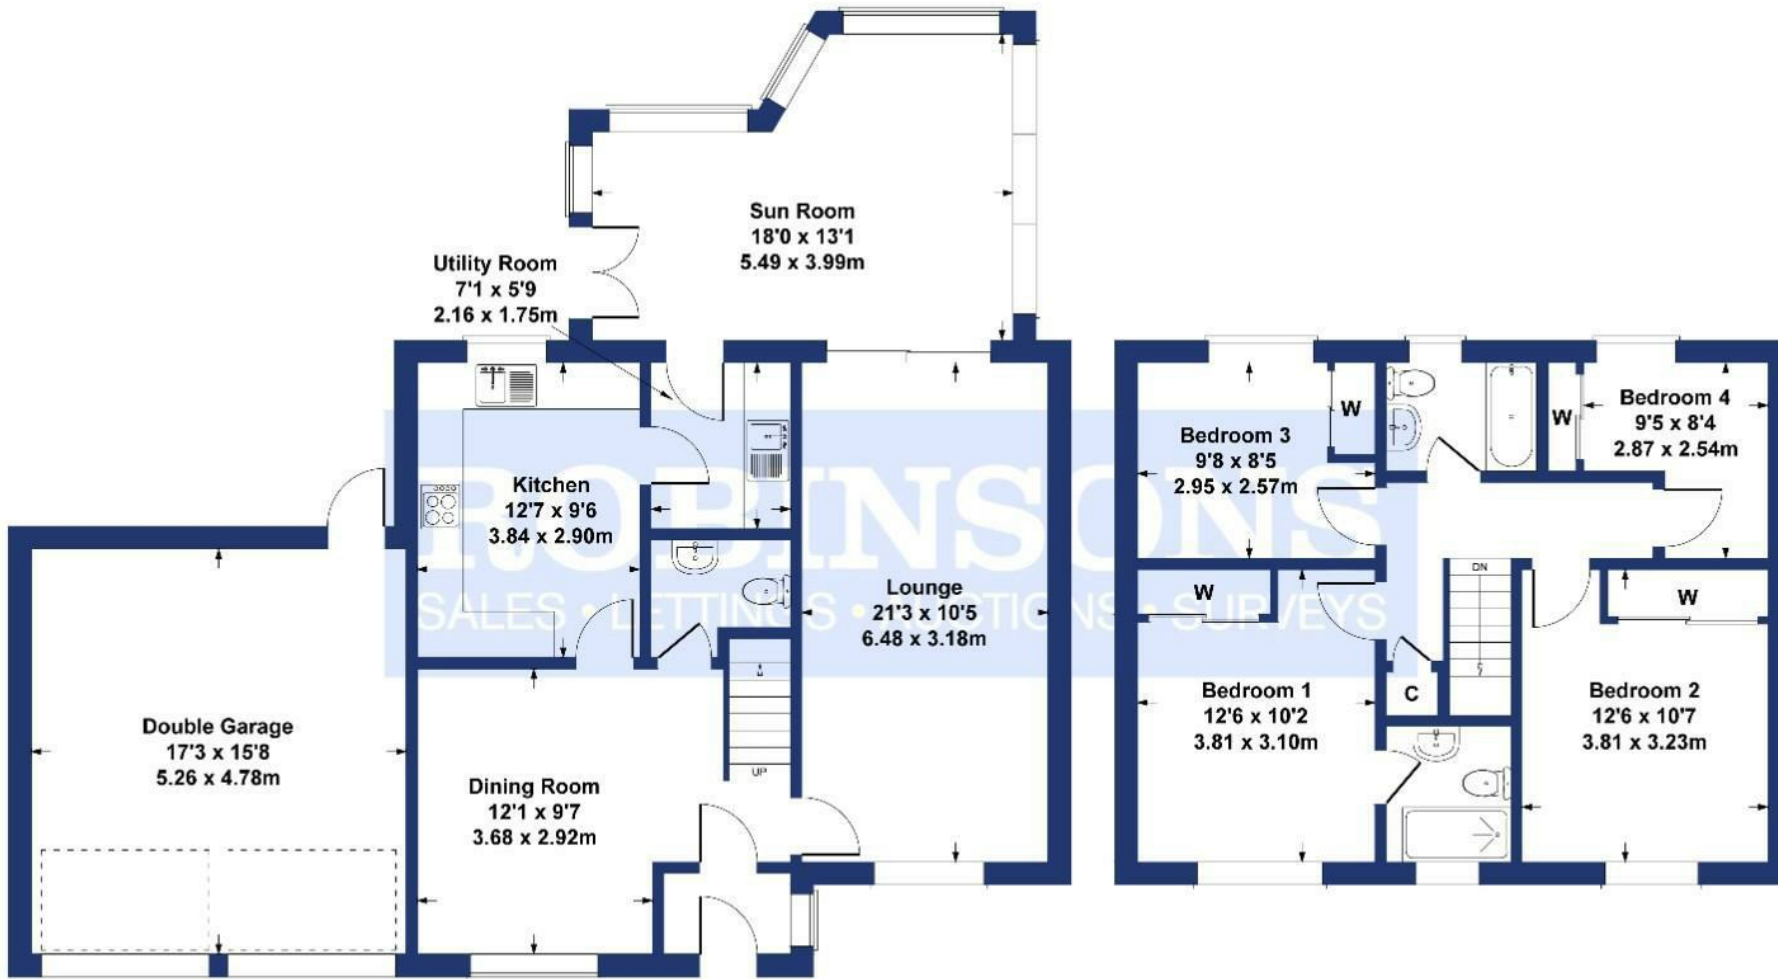 Sun Room
18'0 x 13'1
5.49 x 3.99m
Utility Room
7'1 x 5'9
2.16 x 1.75m
Kitchen
12'7 x 9'6
3.84 x 2.90m
Lounge
21'3 x 10'5
6.48 x 3.18m
Double Garage
17'3 x 15'8
5.26 x 4.78m
Dining Room
12'1 x 9'7
3.68 x 2.92m
UP
Bedroom 3
9'8 x 8'5
2.95 x 2.57m
W
W
Bedroom 4
9'5 x 8'4
2.87 x 2.54m
W
DN
W
Bedroom 1
12'6 x 10'2
3.81 x 3.10m
C
Bedroom 2
12'6 x 10'7
3.81 x 3.23m
ROBINSONS
SALES • LETTINGS • AUCTIONS • SURVEYS